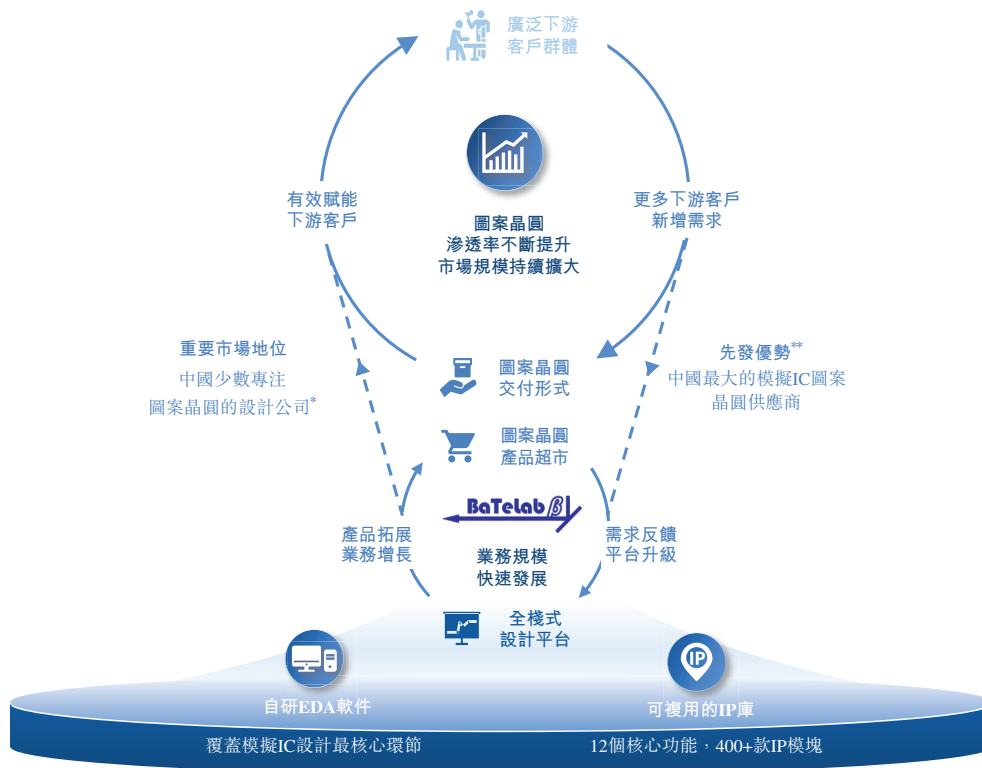 廣泛下游
客戶群體
有效賦能
下游客戶
更多下游客戶
新增需求
圖案晶圓
滲透率不斷提升
市場規模持續擴大
重要市場地位
中國少數專注
圖案晶圓的設計公司*
先發優勢**
中國最大的模擬IC圖案
晶圓供應商
圖案晶圓
交付形式
圖案晶圓
產品超市
BaTeLab β
產品拓展
業務增長
需求反饋
平台升級
業務規模
快速發展
全棧式
設計平台
IP
自研EDA軟件
可複用的IP庫
覆蓋模擬IC設計最核心環節
12個核心功能，400+款IP模塊